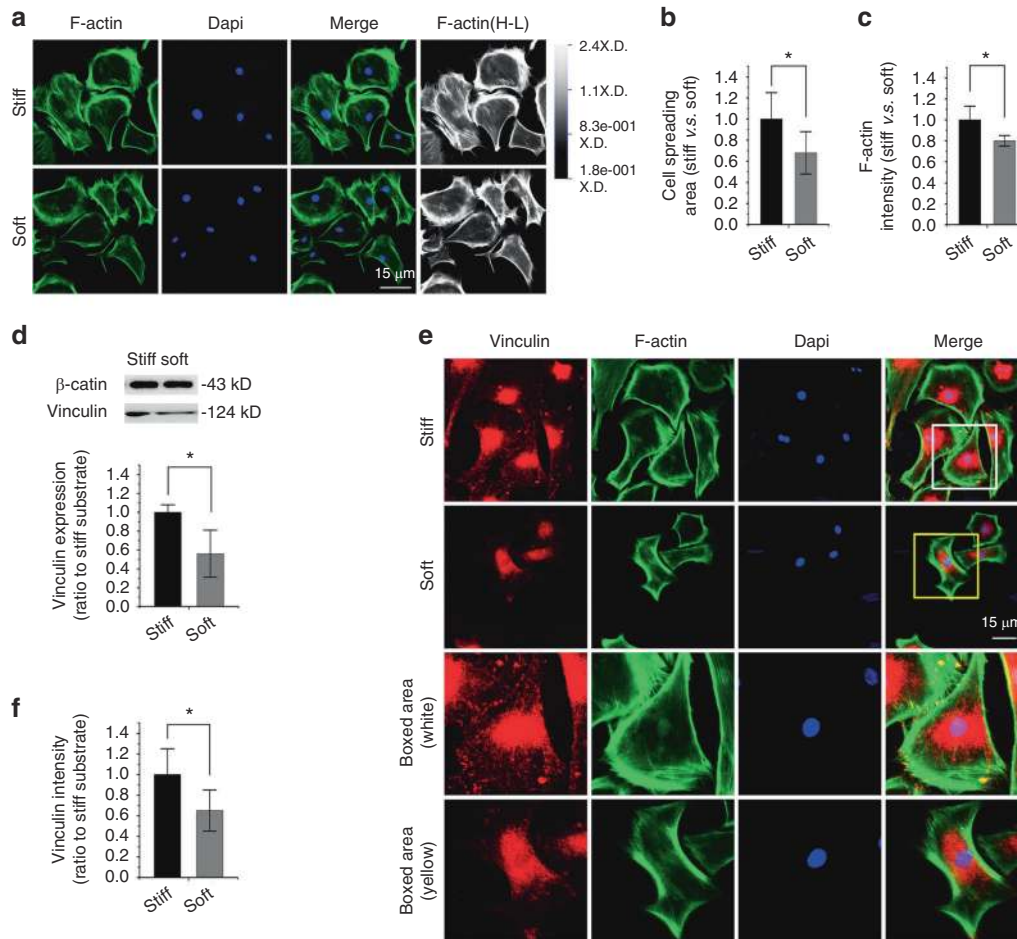 a
F-actin
Dapi
Merge
F-actin(H-L)
Stiff
Soft
15 μm
2.4X.D.
1.1X.D.
8.3e-001
X.D.
1.8e-001
X.D.
b
Cell spreading
area (stiff v.s. soft)
1.4
1.2
1.0
0.8
0.6
0.4
0.2
0.0
*
Stiff
Soft
c
F-actin
intensity (stiff v.s. soft)
1.4
1.2
1.0
0.8
0.6
0.4
0.2
0.0
*
Stiff
Soft
d
Stiff soft
β-catin
-43 kD
Vinculin
-124 kD
Vinculin expression
(ratio to stiff substrate)
1.4
1.2
1.0
0.8
0.6
0.4
0.2
0.0
*
Stiff
Soft
e
Vinculin
F-actin
Dapi
Merge
Stiff
Soft
15 μm
Boxed area
(white)
Boxed area
(yellow)
f
Vinculin intensity
(ratio to stiff substrate)
1.4
1.2
1.0
0.8
0.6
0.4
0.2
0.0
*
Stiff
Soft